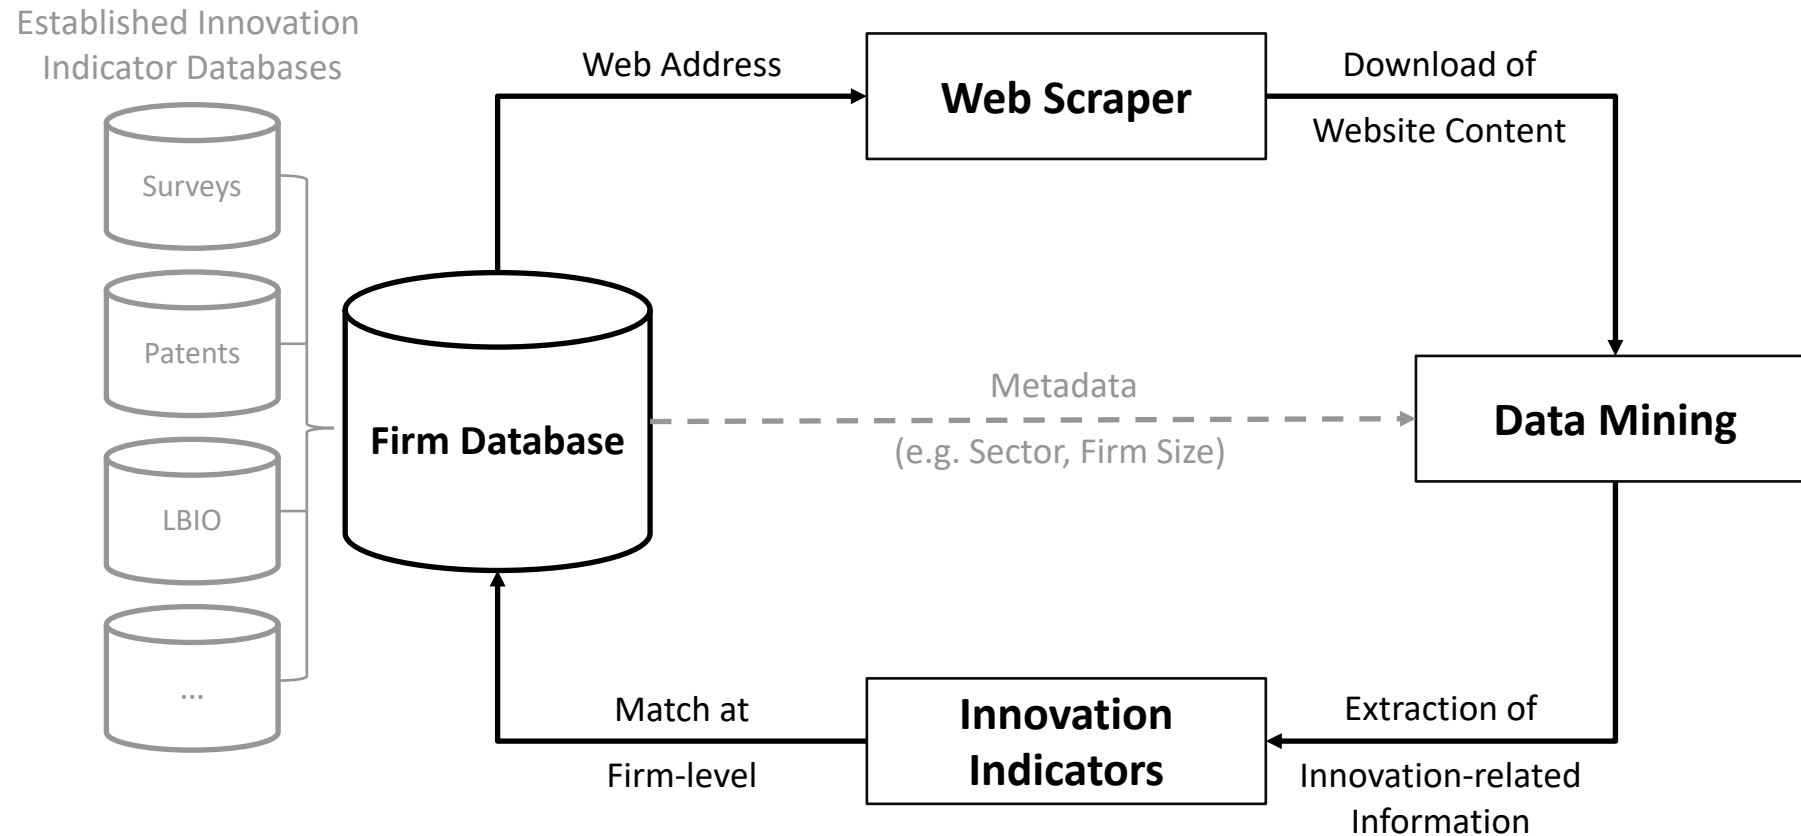 Established Innovation
Indicator Databases
Surveys
Patents
LBIO
...
Firm Database
Web Address
Web Scraper
Download of
Website Content
Metadata
(e.g. Sector, Firm Size)
Data Mining
Extraction of
Innovation-related
Information
Innovation
Indicators
Match at
Firm-level